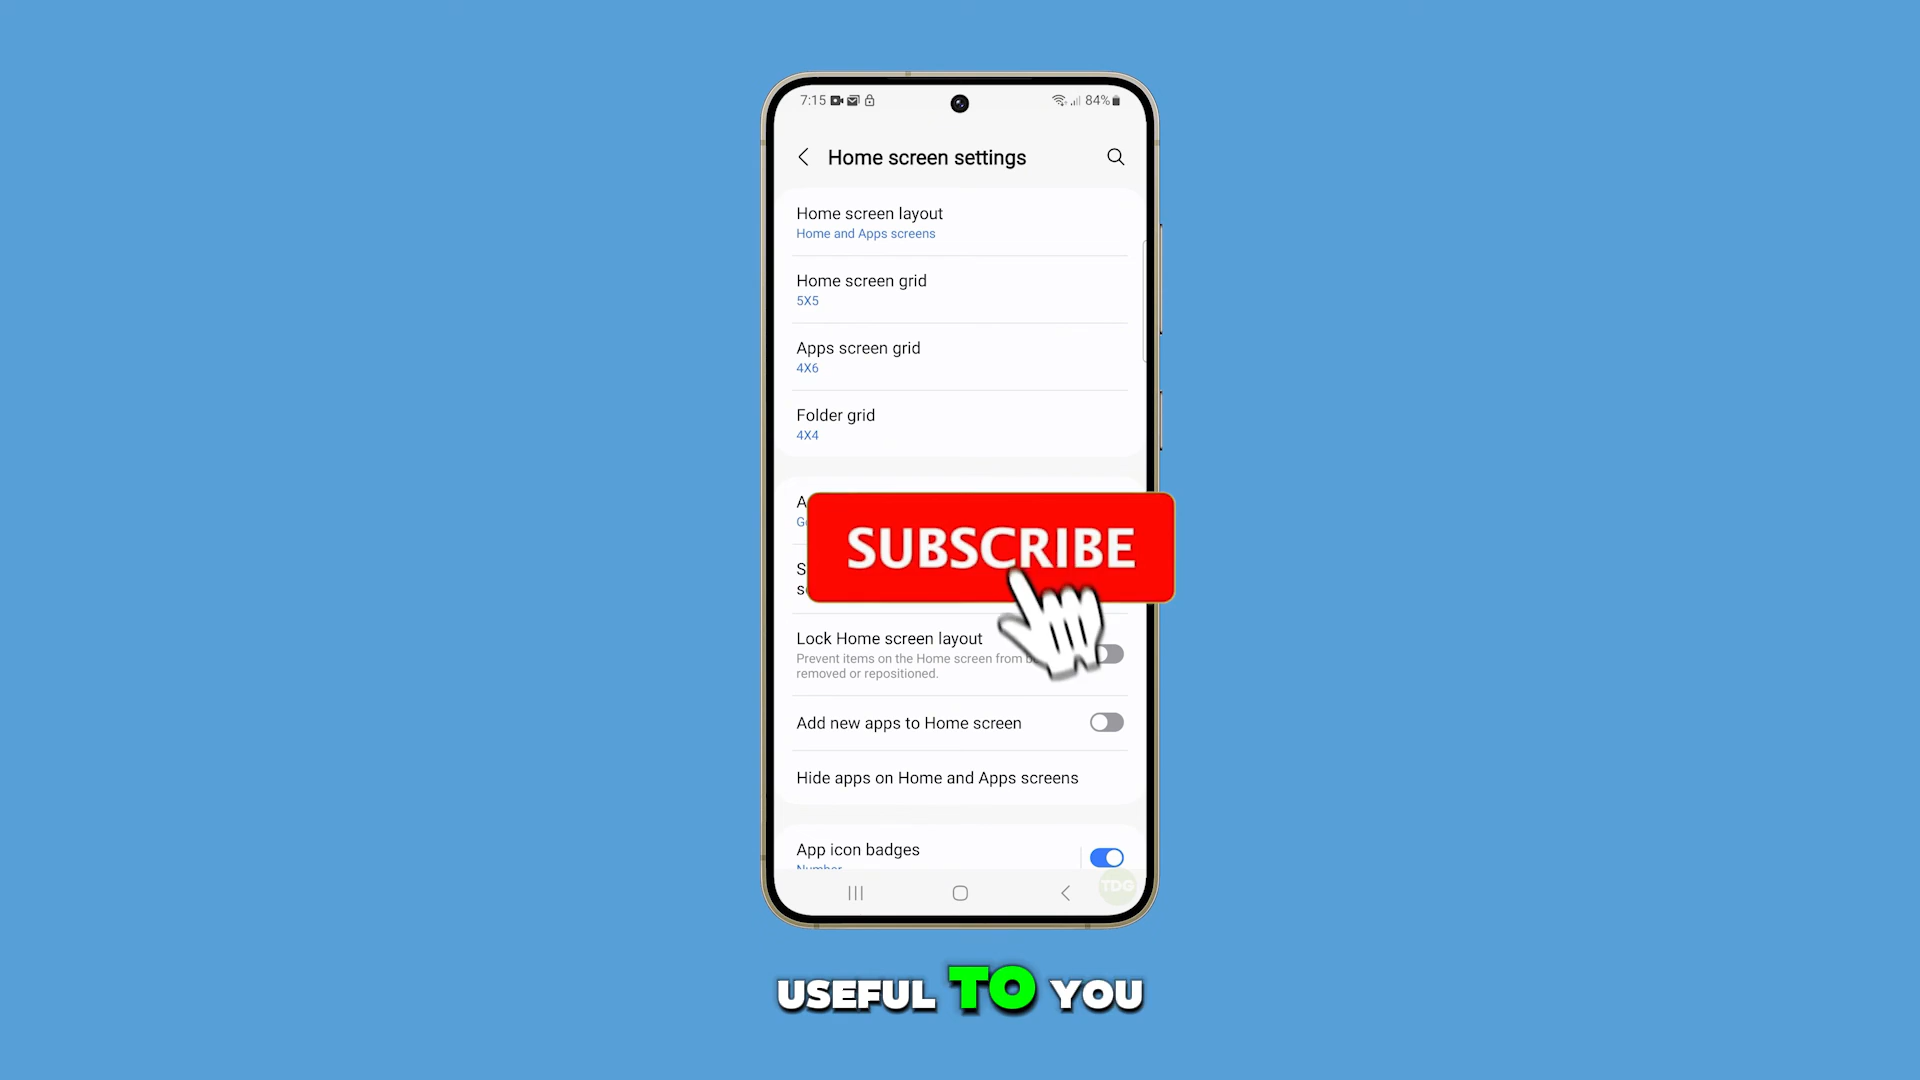 7:15
84%
Home screen settings
Home screen layout
Home and Apps screens
Home screen grid
5X5
Apps screen grid
4X6
Folder grid
4X4
SUBSCRIBE
Lock Home screen layout
Prevent items on the Home screen from
removed or repositioned.
Add new apps to Home screen
Hide apps on Home and Apps screens
App icon badges
Number
TDG
USEFUL TO YOU